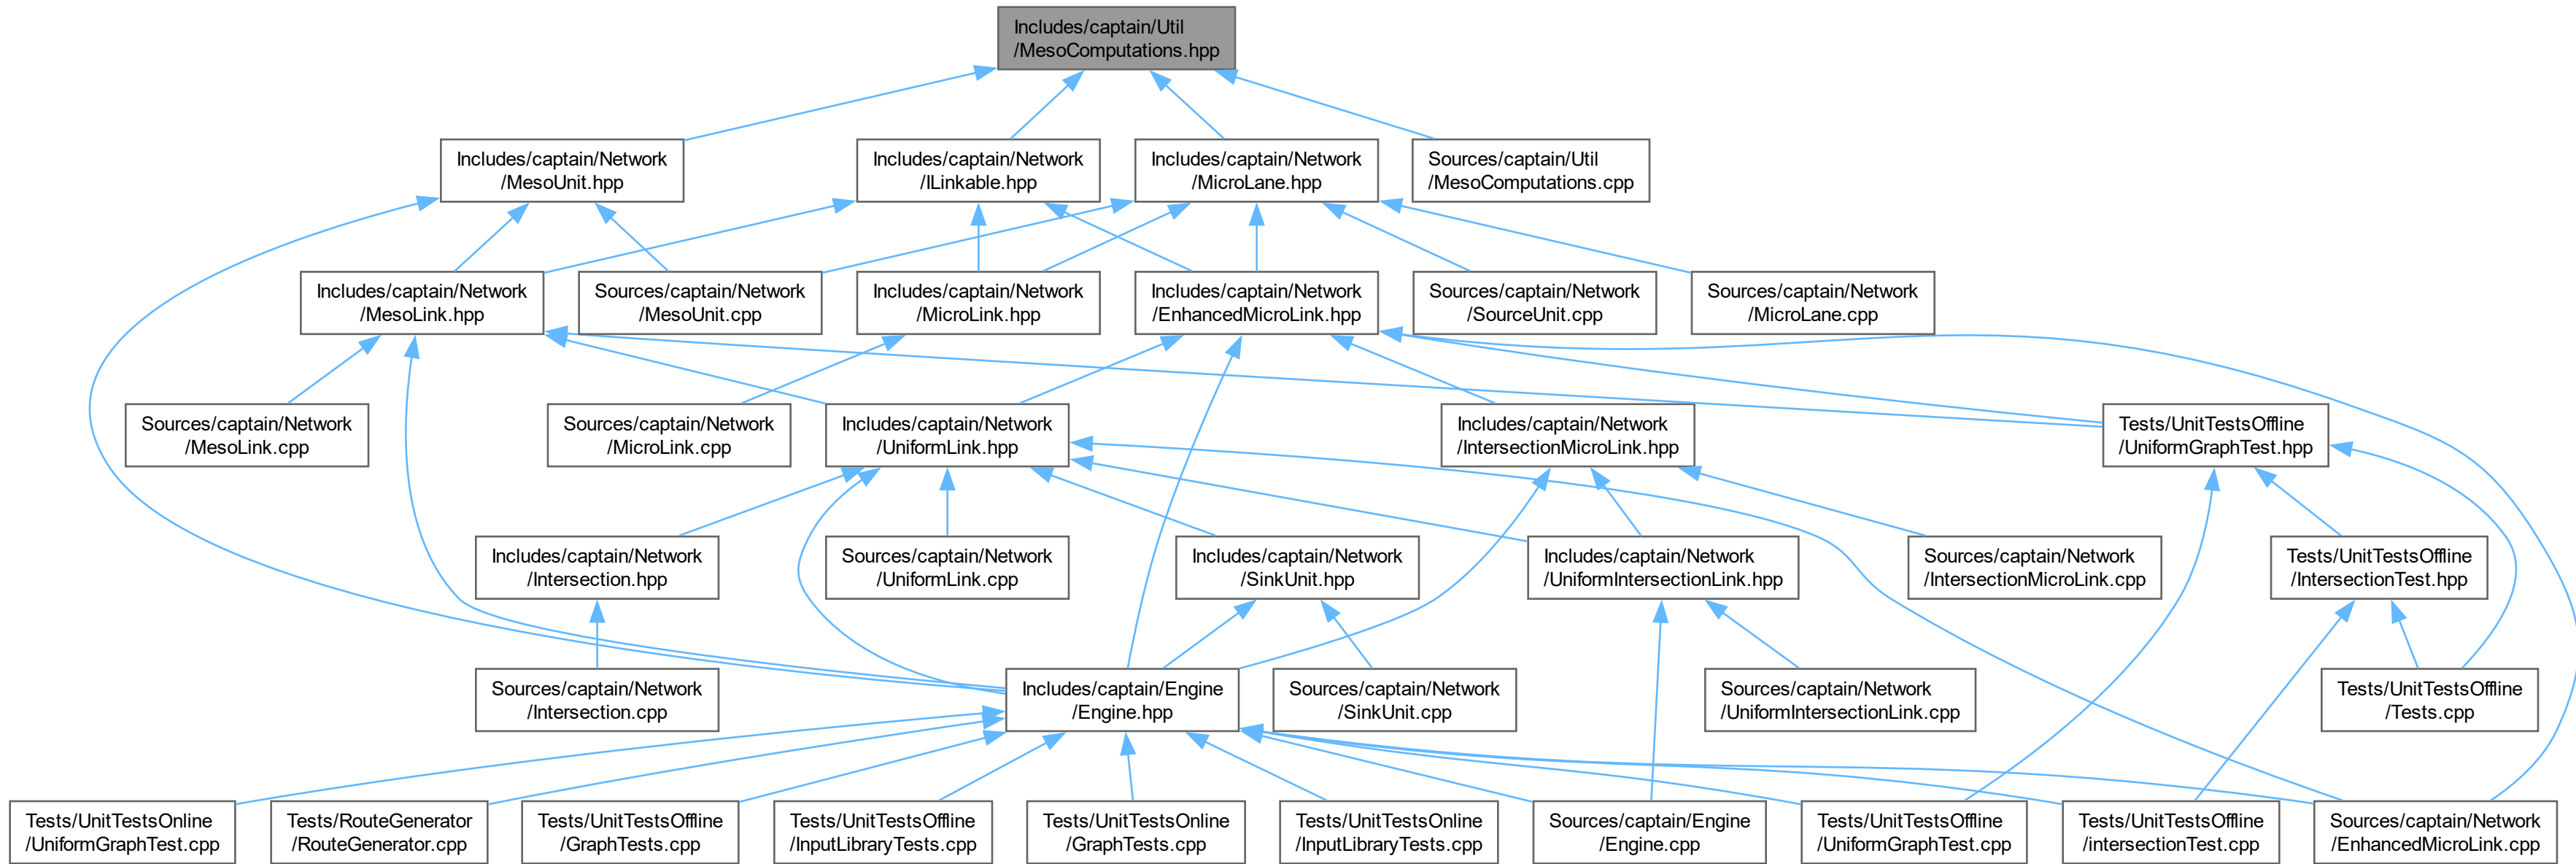 Includes/captain/Util
/MesoComputations.hpp
Includes/captain/Network
/MesoUnit.hpp
Includes/captain/Network
/ILinkable.hpp
Includes/captain/Network
/MicroLane.hpp
Sources/captain/Util
/MesoComputations.cpp
Includes/captain/Network
/MesoLink.hpp
Sources/captain/Network
/MesoUnit.cpp
Includes/captain/Network
/MicroLink.hpp
Includes/captain/Network
/EnhancedMicroLink.hpp
Sources/captain/Network
/SourceUnit.cpp
Sources/captain/Network
/MicroLane.cpp
Sources/captain/Network
/MesoLink.cpp
Sources/captain/Network
/MicroLink.cpp
Includes/captain/Network
/UniformLink.hpp
Includes/captain/Network
/IntersectionMicroLink.hpp
Tests/UnitTestsOffline
/UniformGraphTest.hpp
Includes/captain/Network
/Intersection.hpp
Sources/captain/Network
/UniformLink.cpp
Includes/captain/Network
/SinkUnit.hpp
Includes/captain/Network
/UniformIntersectionLink.hpp
Sources/captain/Network
/IntersectionMicroLink.cpp
Tests/UnitTestsOffline
/IntersectionTest.hpp
Sources/captain/Network
/Intersection.cpp
Includes/captain/Engine
/Engine.hpp
Sources/captain/Network
/SinkUnit.cpp
Sources/captain/Network
/UniformIntersectionLink.cpp
Tests/UnitTestsOffline
/Tests.cpp
Tests/UnitTestsOnline
/UniformGraphTest.cpp
Tests/RouteGenerator
/RouteGenerator.cpp
Tests/UnitTestsOffline
/GraphTests.cpp
Tests/UnitTestsOffline
/InputLibraryTests.cpp
Tests/UnitTestsOnline
/GraphTests.cpp
Tests/UnitTestsOnline
/InputLibraryTests.cpp
Sources/captain/Engine
/Engine.cpp
Tests/UnitTestsOffline
/UniformGraphTest.cpp
Tests/UnitTestsOffline
/intersectionTest.cpp
Sources/captain/Network
/EnhancedMicroLink.cpp